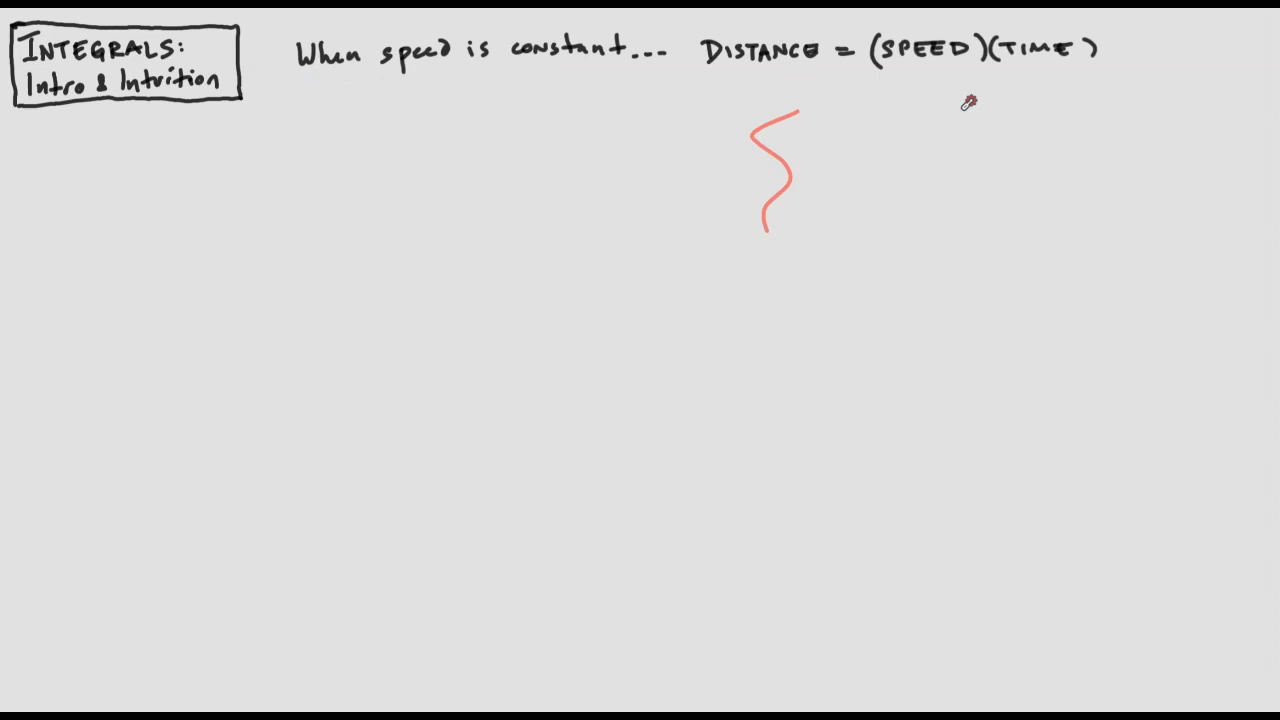 INTEGRALS:
Intro & Intuition
When speed is constant... DISTANCE = (SPEED)(TIME)